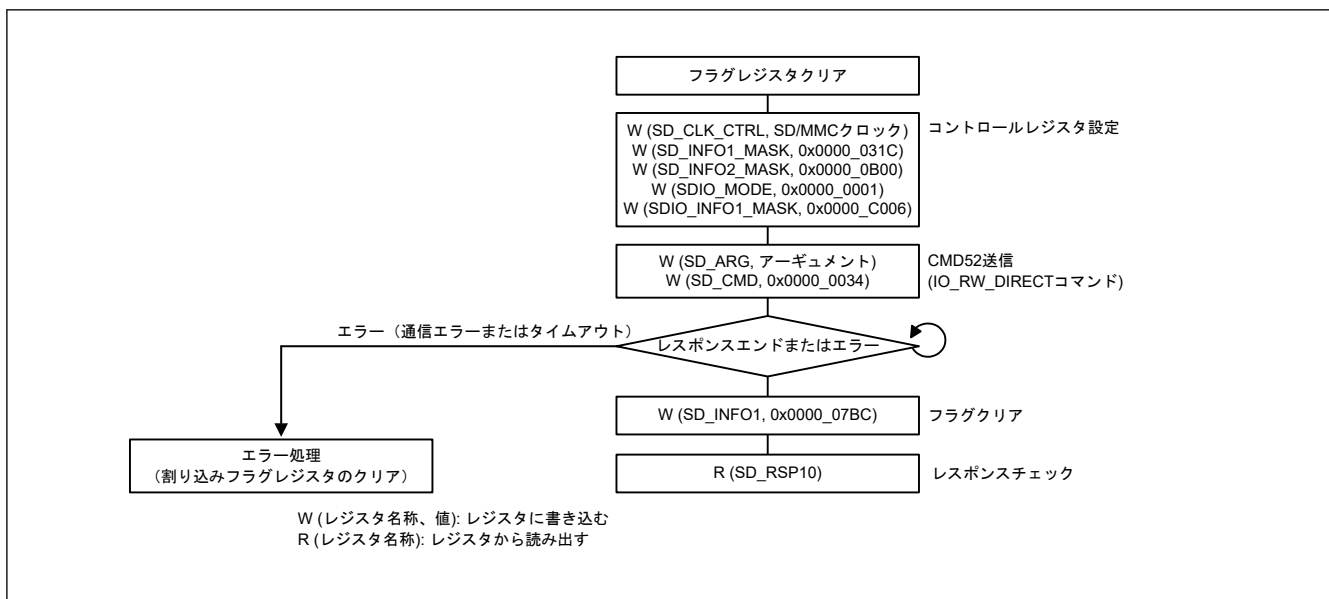 フラグレジスタクリア
W (SD_CLK_CTRL, SD/MMCクロック)
W (SD_INFO1_MASK, 0x0000_031C)
W (SD_INFO2_MASK, 0x0000_0B00)
W (SDIO_MODE, 0x0000_0001)
W (SDIO_INFO1_MASK, 0x0000_C006)
コントロールレジスタ設定
W (SD_ARG, アーギュメント)
W (SD_CMD, 0x0000_0034)
CMD52送信
(IO_RW_DIRECTコマンド)
エラー（通信エラーまたはタイムアウト）
レスポンスエンドまたはエラー
W (SD_INFO1, 0x0000_07BC)
フラグクリア
エラー処理
（割り込みフラグレジスタのクリア）
R (SD_RSP10)
レスポンスチェック
W (レジスタ名称、値): レジスタに書き込む
R (レジスタ名称): レジスタから読み出す